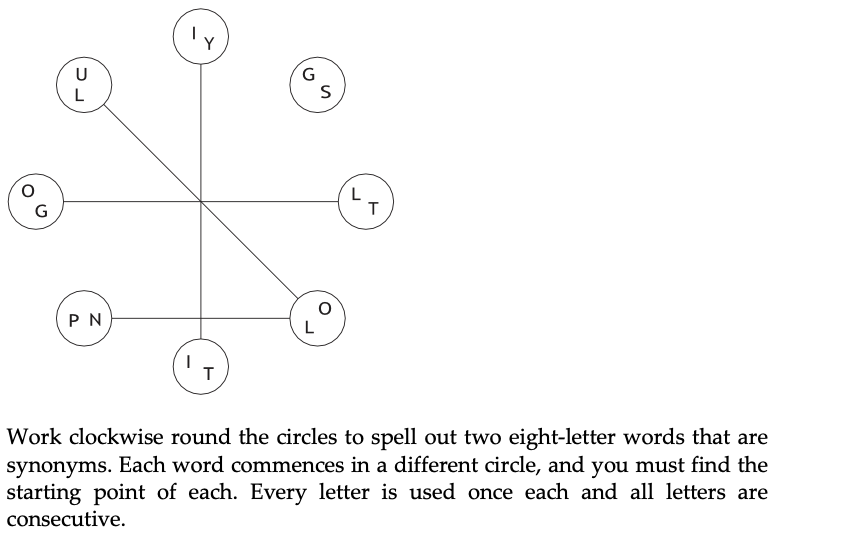 I Y
U L
G S
O G
L T
P N
L O
I T
Work clockwise round the circles to spell out two eight-letter words that are
synonyms. Each word commences in a different circle, and you must find the
starting point of each. Every letter is used once each and all letters are
consecutive.